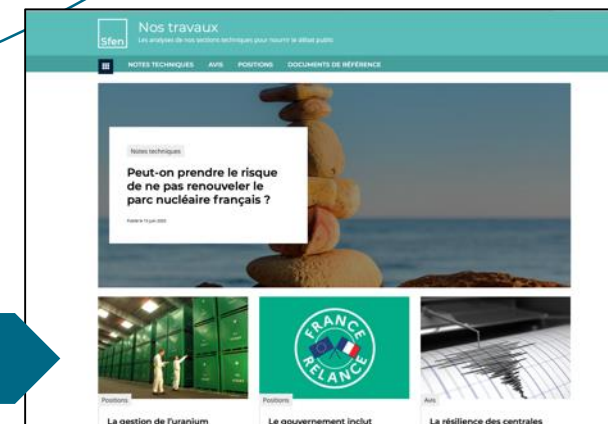 Sfen
Nos travaux
Les analyses de nos sections techniques pour nourrir le débat public
NOTES TECHNIQUES AVIS POSITIONS DOCUMENTS DE RÉFÉRENCE
Notes techniques
Peut-on prendre le risque
de ne pas renouveler le
parc nucléaire français ?
FRANCE
RELANCE
Positions
Positions
Avis
La gestion de l'uranium
Le gouvernement inclut
La résilience des centrales